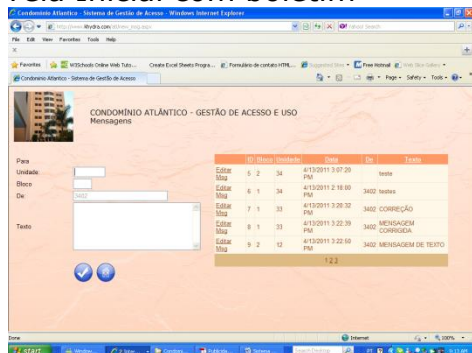 Condomínio Atlantico - Sistema de Gestão de Acesso - Windows Internet Explorer
File Edit View Favorites Tools Help
Favorites W3Schools Online Web Tuto... Create Excel Sheets Progra... Formulário de contato HTML... Suggested Sites Free Hotmail Web Slice Gallery
Condomínio Atlântico - Sistema de Gestão de Acesso Page Safety Tools
CONDOMÍNIO ATLÂNTICO - GESTÃO DE ACESSO E USO
Mensagens
Para
Unidade:
Bloco
De: 3402
Texto
ID Bloco Unidade Data De Texto
Editar Msg 5 2 34 4/13/2011 3:07:20 PM teste
Editar Msg 6 1 34 4/13/2011 2:18:00 PM 3402 testes
Editar Msg 7 1 33 4/13/2011 3:20:32 PM 3402 CORREÇÃO
Editar Msg 8 1 33 4/13/2011 3:22:39 PM 3402 MENSAGEM CORRIGIDA
Editar Msg 9 2 12 4/13/2011 3:22:50 PM 3402 MENSAGEM DE TEXTO
1 2 3
Done Internet 100%
start